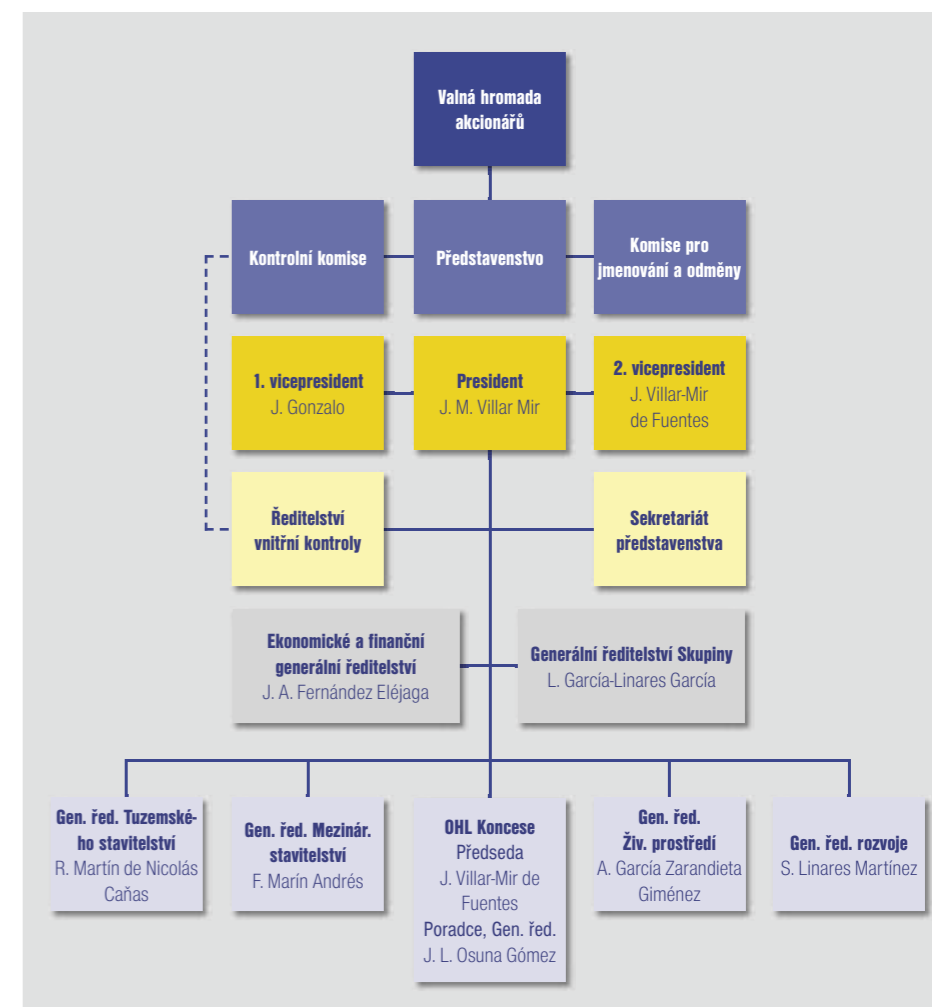 Valná hromada
akcionářů
Kontrolní komise
Představenstvo
Komise pro
jmenování a odměny
1. vicepresident
J. Gonzalo
President
J. M. Villar Mir
2. vicepresident
J. Villar-Mir
de Fuentes
Ředitelství
vnitřní kontroly
Sekretariát
představenstva
Ekonomické a finanční
generální ředitelství
J. A. Fernández Eléjaga
Generální ředitelství Skupiny
L. García-Linares García
Gen. řed. Tuzemské-
ho stavitelství
R. Martín de Nicolás
Caňas
Gen. řed. Mezinár.
stavitelství
F. Marín Andrés
OHL Koncese
Předseda
J. Villar-Mir de
Fuentes
Poradce, Gen. řed.
J. L. Osuna Gómez
Gen. řed.
Živ. prostředí
A. García Zarandieta
Giménez
Gen. řed. rozvoje
S. Linares Martínez